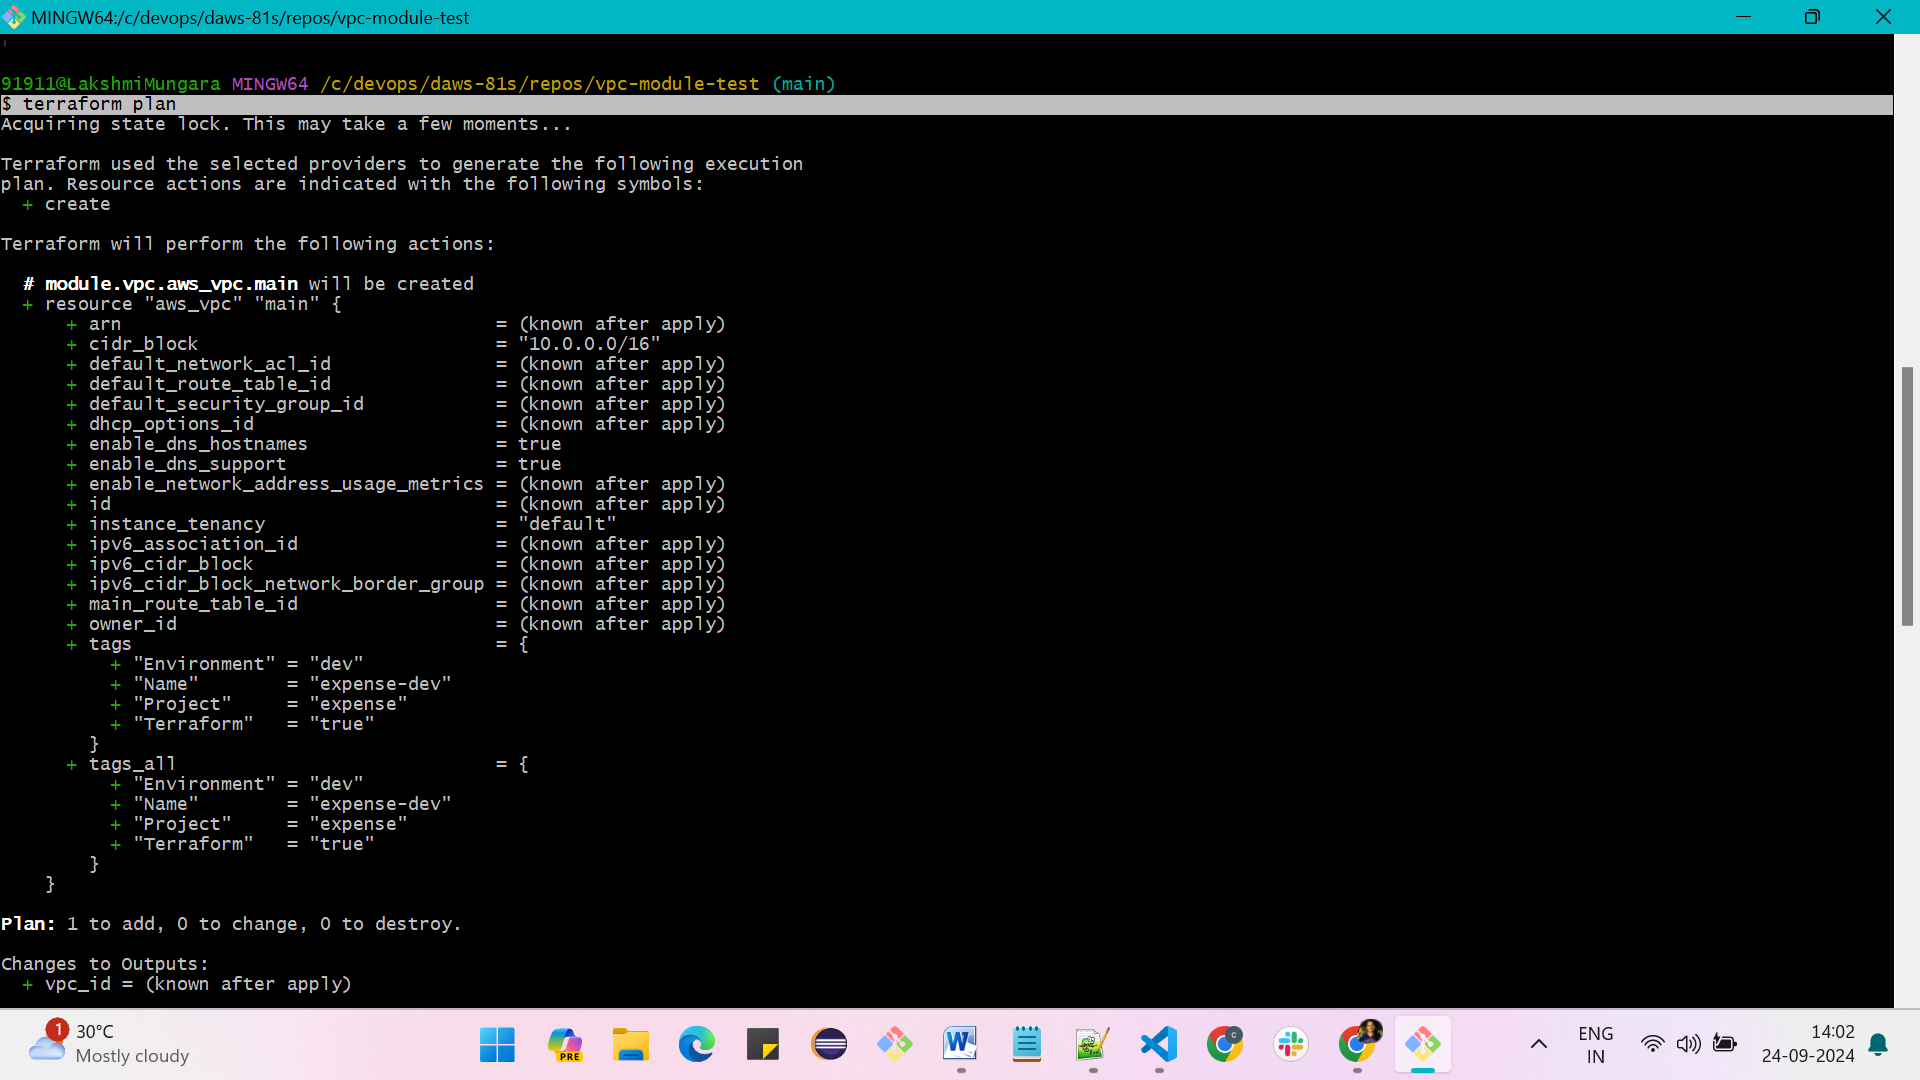 MINGW64:/c/devops/daws-81s/repos/vpc-module-test
91911@LakshmiMungara MINGW64 /c/devops/daws-81s/repos/vpc-module-test (main)
$ terraform plan
Acquiring state lock. This may take a few moments...
Terraform used the selected providers to generate the following execution
plan. Resource actions are indicated with the following symbols:
  + create
Terraform will perform the following actions:
  # module.vpc.aws_vpc.main will be created
  + resource "aws_vpc" "main" {
      + arn                                  = (known after apply)
      + cidr_block                           = "10.0.0.0/16"
      + default_network_acl_id               = (known after apply)
      + default_route_table_id               = (known after apply)
      + default_security_group_id            = (known after apply)
      + dhcp_options_id                      = (known after apply)
      + enable_dns_hostnames                 = true
      + enable_dns_support                   = true
      + enable_network_address_usage_metrics = (known after apply)
      + id                                   = (known after apply)
      + instance_tenancy                     = "default"
      + ipv6_association_id                  = (known after apply)
      + ipv6_cidr_block                      = (known after apply)
      + ipv6_cidr_block_network_border_group = (known after apply)
      + main_route_table_id                  = (known after apply)
      + owner_id                             = (known after apply)
      + tags                                 = {
          + "Environment" = "dev"
          + "Name"        = "expense-dev"
          + "Project"     = "expense"
          + "Terraform"   = "true"
        }
      + tags_all                             = {
          + "Environment" = "dev"
          + "Name"        = "expense-dev"
          + "Project"     = "expense"
          + "Terraform"   = "true"
        }
    }
Plan: 1 to add, 0 to change, 0 to destroy.
Changes to Outputs:
  + vpc_id = (known after apply)
1
30°C
Mostly cloudy
PRE
W
C
ENG
IN
14:02
24-09-2024